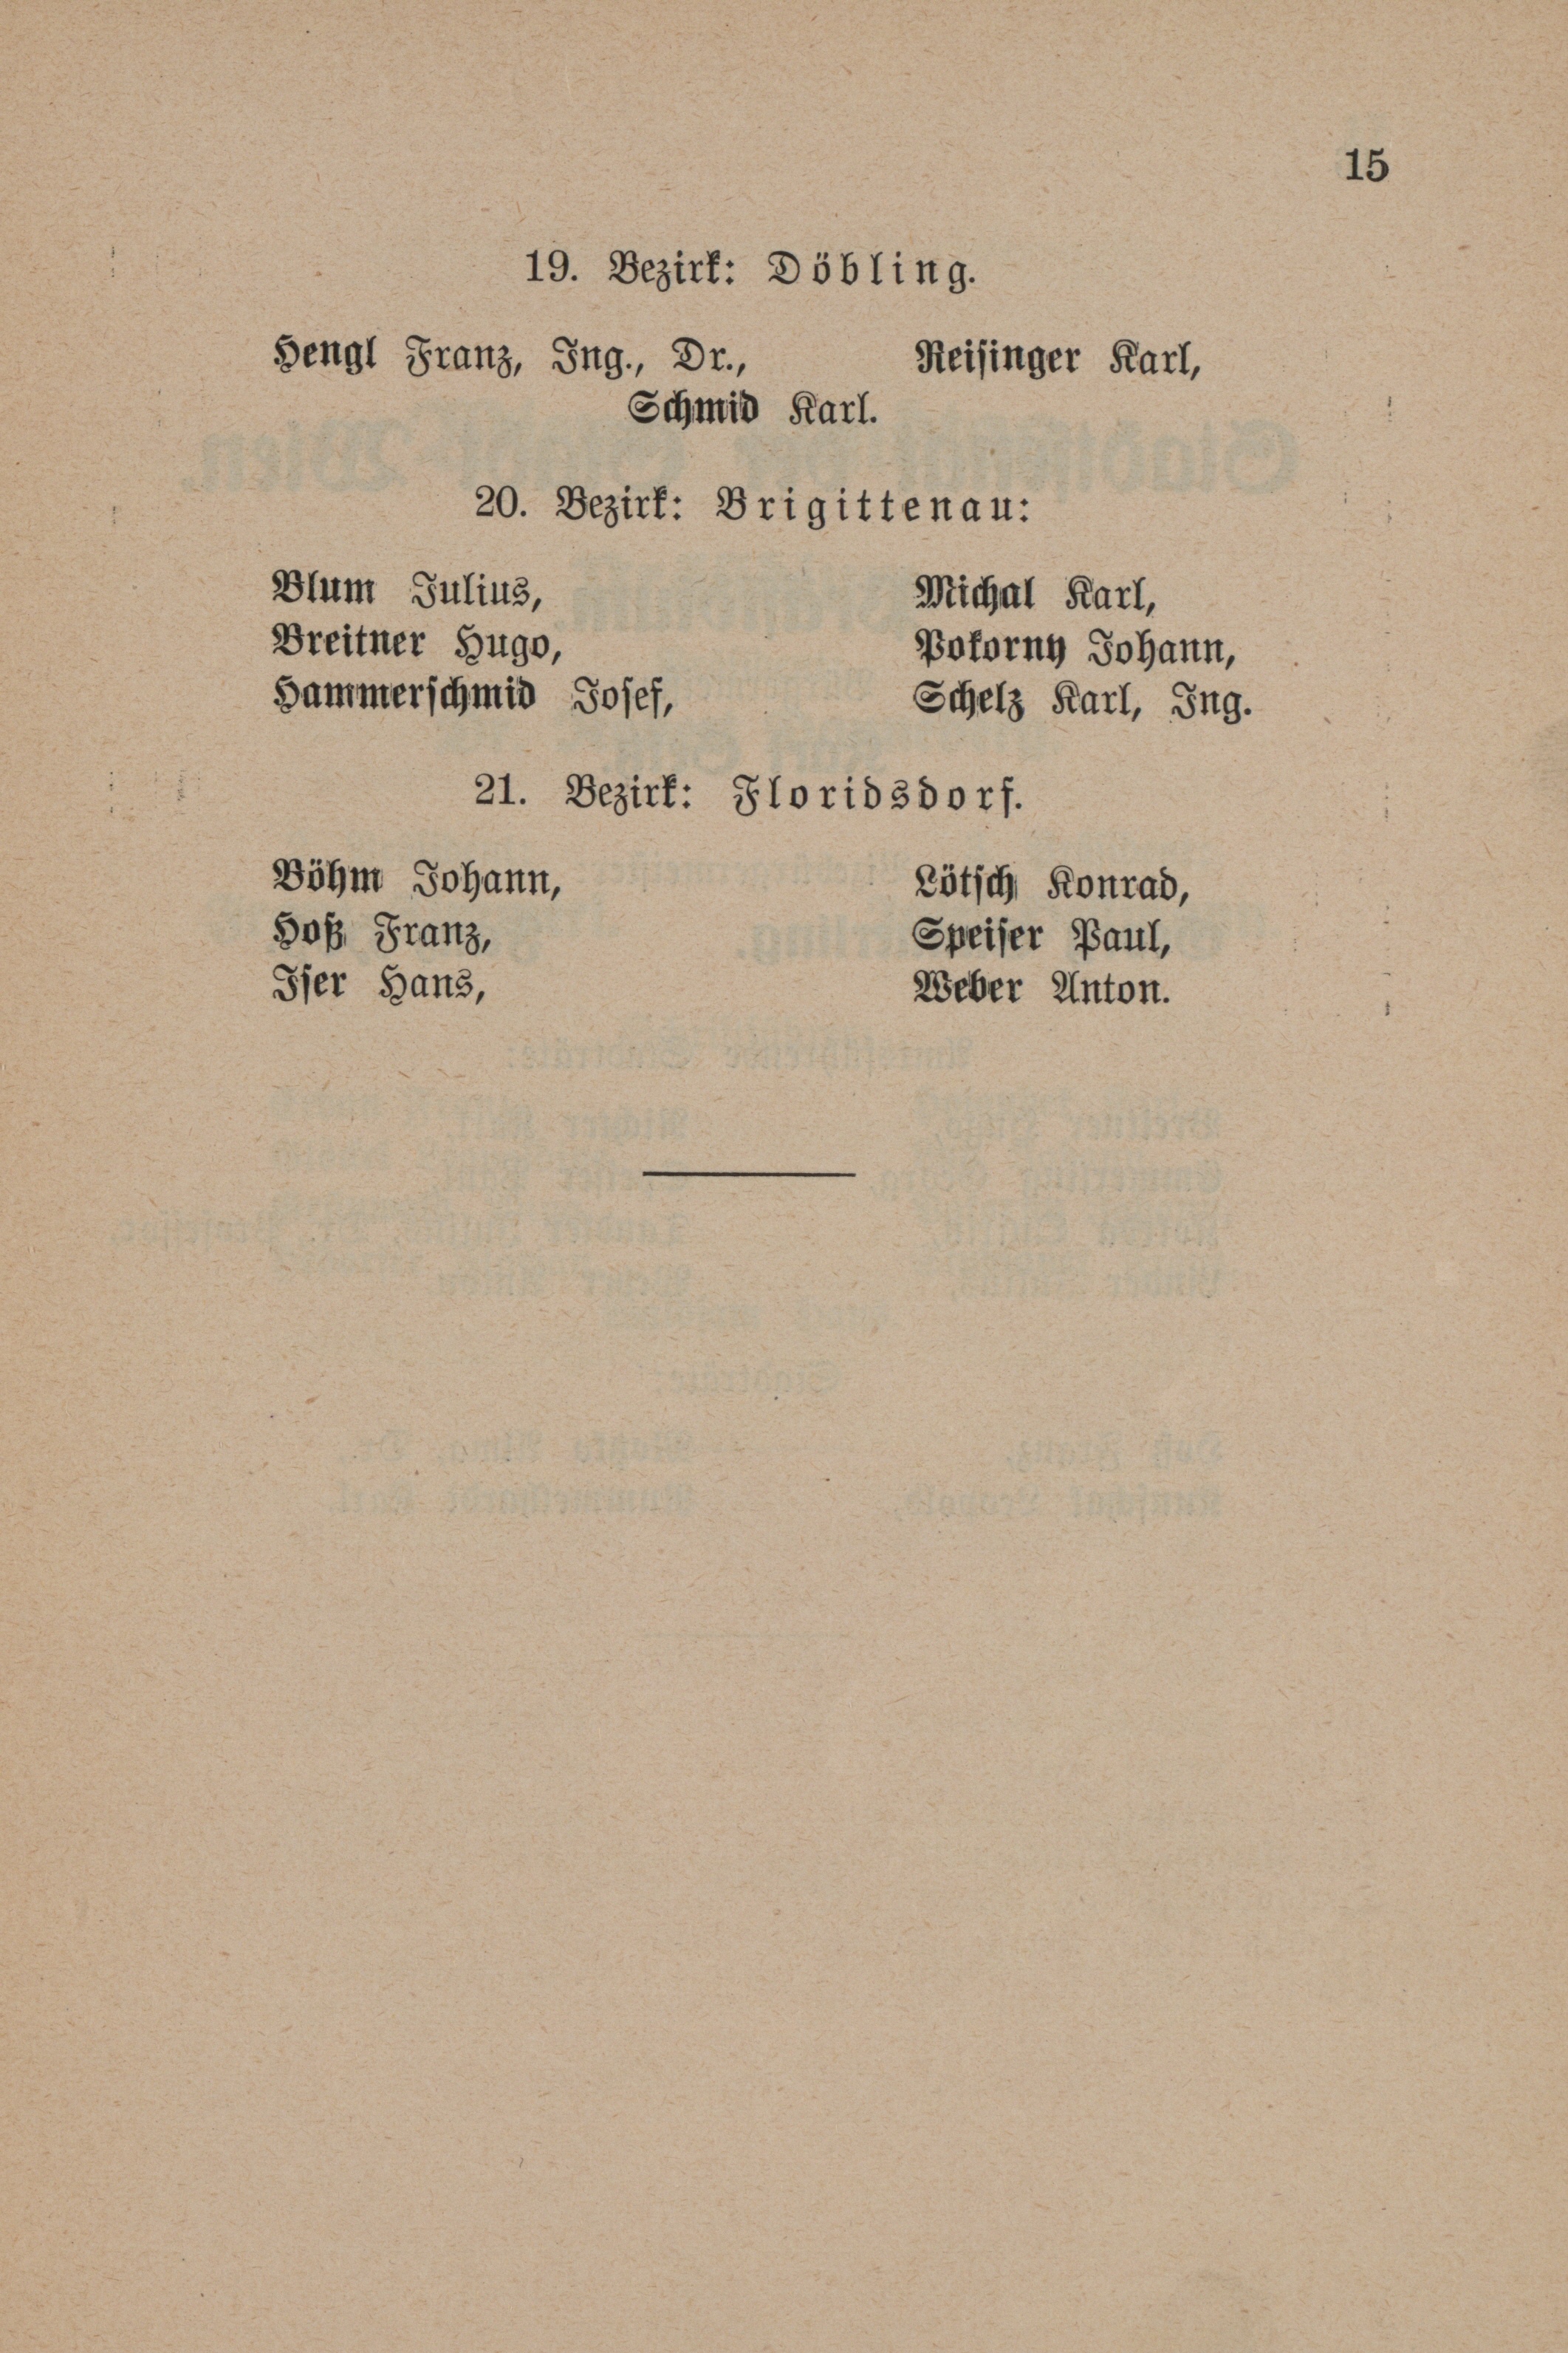 15
19. Bezirk: Döbling.
Hengl Franz, Ing., Dr., Reisinger Karl,
Schmid Karl.
20. Bezirk: Brigittenau:
Blum Julius, Michal Karl,
Breitner Hugo, Pokorny Johann,
Hammerschmid Josef, Schelz Karl, Ing.
21. Bezirk: Floridsdorf.
Böhm Johann, Lötsch Konrad,
Hoß Franz, Speiser Paul,
Iser Hans, Weber Anton.